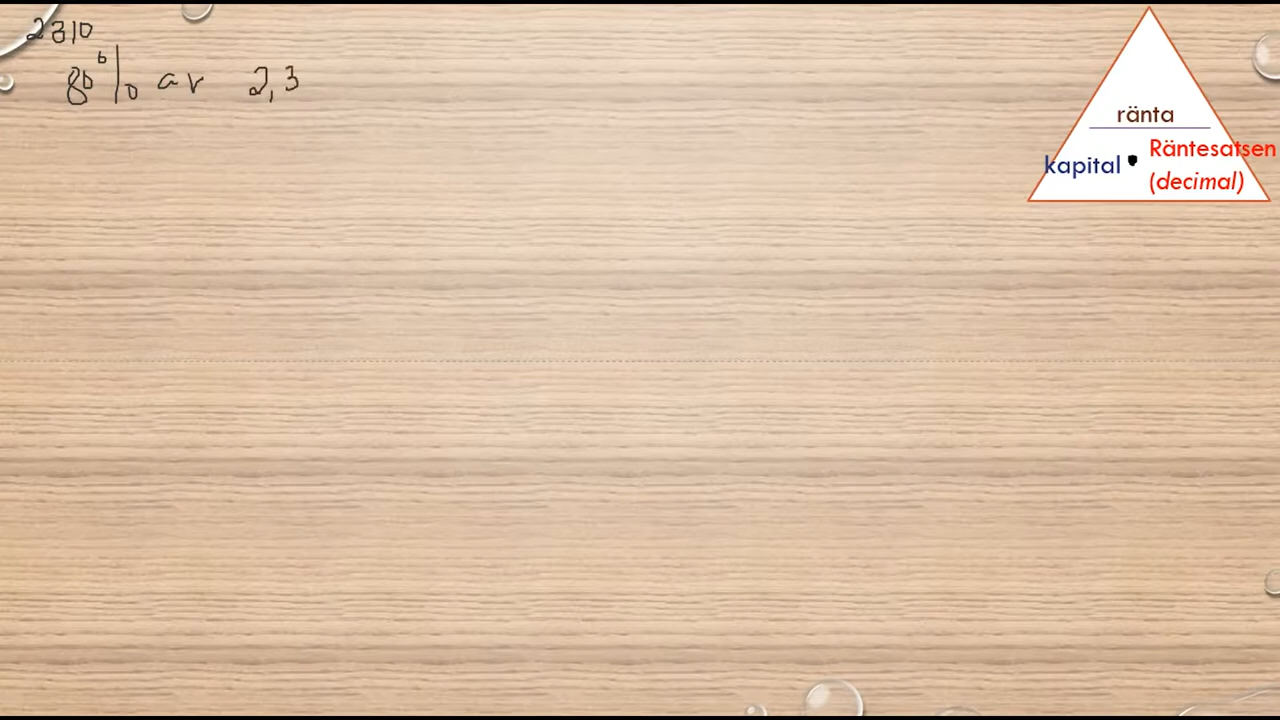 2310
80% av 2,3
ränta
kapital • Räntesatsen
(decimal)